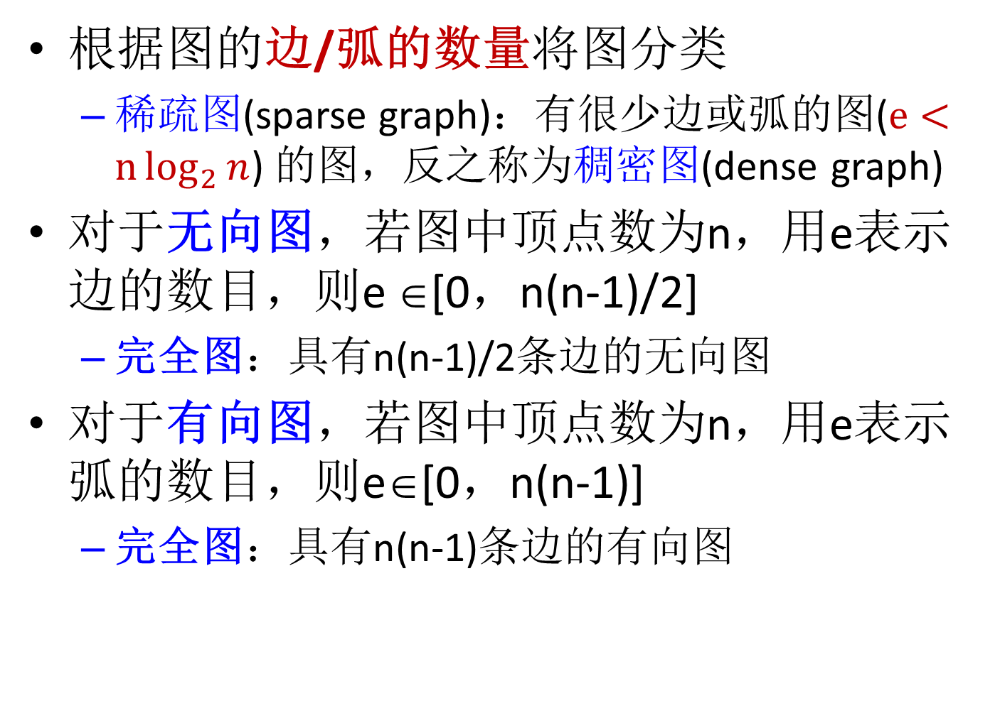 • 根据图的边/弧的数量将图分类
– 稀疏图(sparse graph)：有很少边或弧的图(e <
n log₂ n) 的图，反之称为稠密图(dense graph)
• 对于无向图，若图中顶点数为n，用e表示
边的数目，则e ∈[0，n(n-1)/2]
– 完全图：具有n(n-1)/2条边的无向图
• 对于有向图，若图中顶点数为n，用e表示
弧的数目，则e∈[0，n(n-1)]
– 完全图：具有n(n-1)条边的有向图